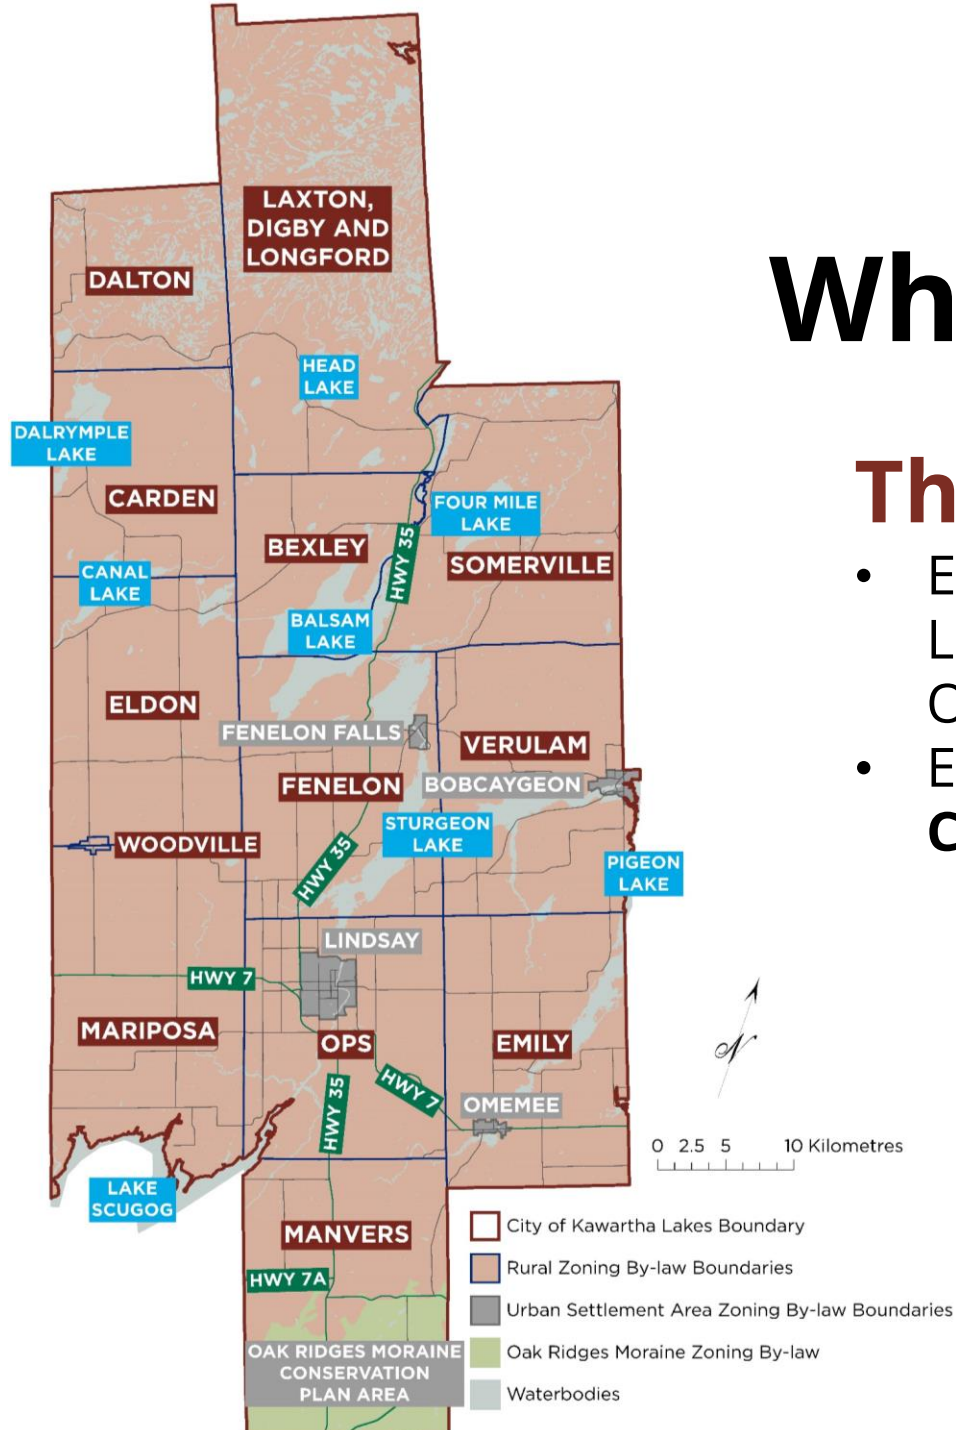 LAXTON,
DIGBY AND
LONGFORD
DALTON
HEAD
LAKE
DALRYMPLE
LAKE
CARDEN
FOUR MILE
LAKE
BEXLEY
HWY 35
SOMERVILLE
CANAL
LAKE
BALSAM
LAKE
ELDON
FENELON FALLS
VERULAM
FENELON
BOBCAYGEON
STURGEON
LAKE
WOODVILLE
HWY 35
PIGEON
LAKE
LINDSAY
HWY 7
MARIPOSA
OPS
EMILY
HWY 35
HWY 7
OMEMEE
LAKE
SCUGOG
MANVERS
HWY 7A
OAK RIDGES MORAINE
CONSERVATION
PLAN AREA
N
0 2.5 5 10 Kilometres
City of Kawartha Lakes Boundary
Rural Zoning By-law Boundaries
Urban Settlement Area Zoning By-law Boundaries
Oak Ridges Moraine Zoning By-law
Waterbodies
Wh
Th
• E
L
• E